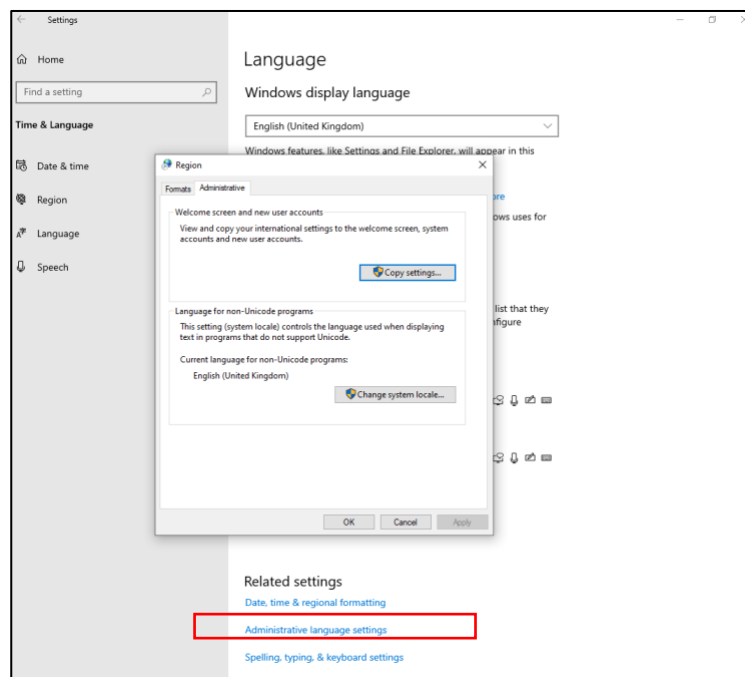 Settings
Home
Find a setting
Time & Language
Date & time
Region
Language
Speech
Language
Windows display language
English (United Kingdom)
Windows features, like Settings and File Explorer, will appear in this
ore
ows uses for
list that they
nfigure
Region
Formats Administrative
Welcome screen and new user accounts
View and copy your international settings to the welcome screen, system
accounts and new user accounts.
Copy settings...
Language for non-Unicode programs
This setting (system locale) controls the language used when displaying
text in programs that do not support Unicode.
Current language for non-Unicode programs:
English (United Kingdom)
Change system locale...
OK Cancel Apply
Related settings
Date, time & regional formatting
Administrative language settings
Spelling, typing, & keyboard settings